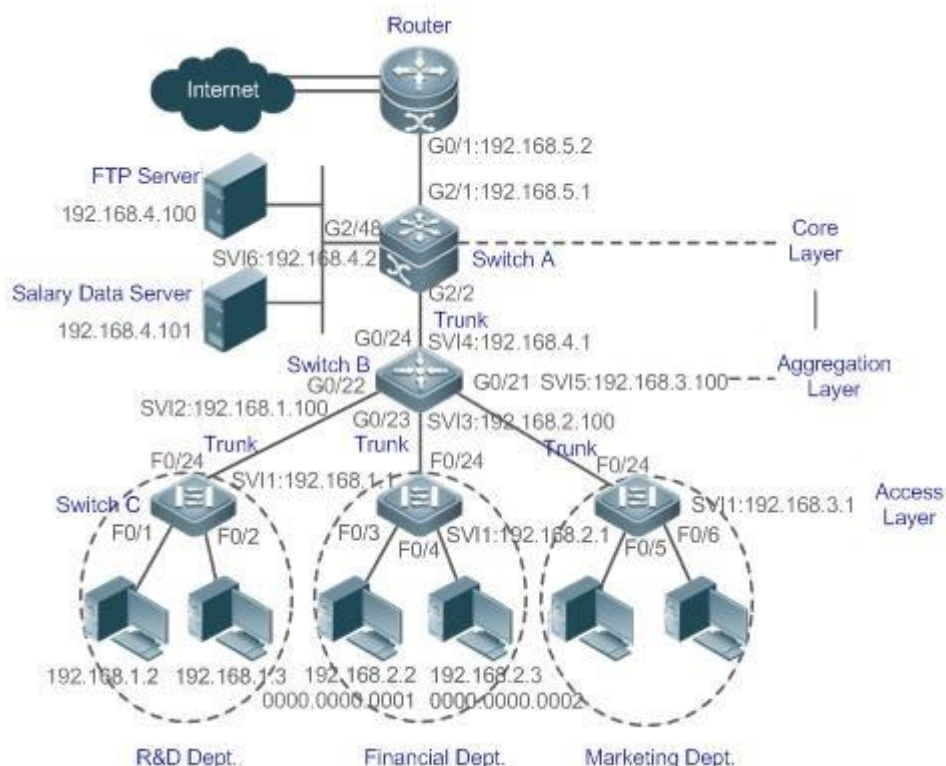 Router
Internet
G0/1:192.168.5.2
FTP Server
192.168.4.100
G2/1:192.168.5.1
G2/48
SVI6:192.168.4.2
Switch A
Core
Layer
Salary Data Server
192.168.4.101
G2/2
Trunk
G0/24
SVI4:192.168.4.1
Switch B
G0/22
G0/21
SVI5:192.168.3.100
Aggregation
Layer
SVI2:192.168.1.100
G0/23
SVI3:192.168.2.100
Trunk
Trunk
Trunk
F0/24
F0/24
F0/24
SVI1:192.168.1.1
Switch C
SVI1:192.168.3.1
Access
Layer
F0/1
F0/2
F0/3
F0/4
SVI1:192.168.2.1
F0/5
F0/6
192.168.1.2
192.168.1.3
192.168.2.2
0000.0000.0001
192.168.2.3
0000.0000.0002
R&D Dept.
Financial Dept.
Marketing Dept.